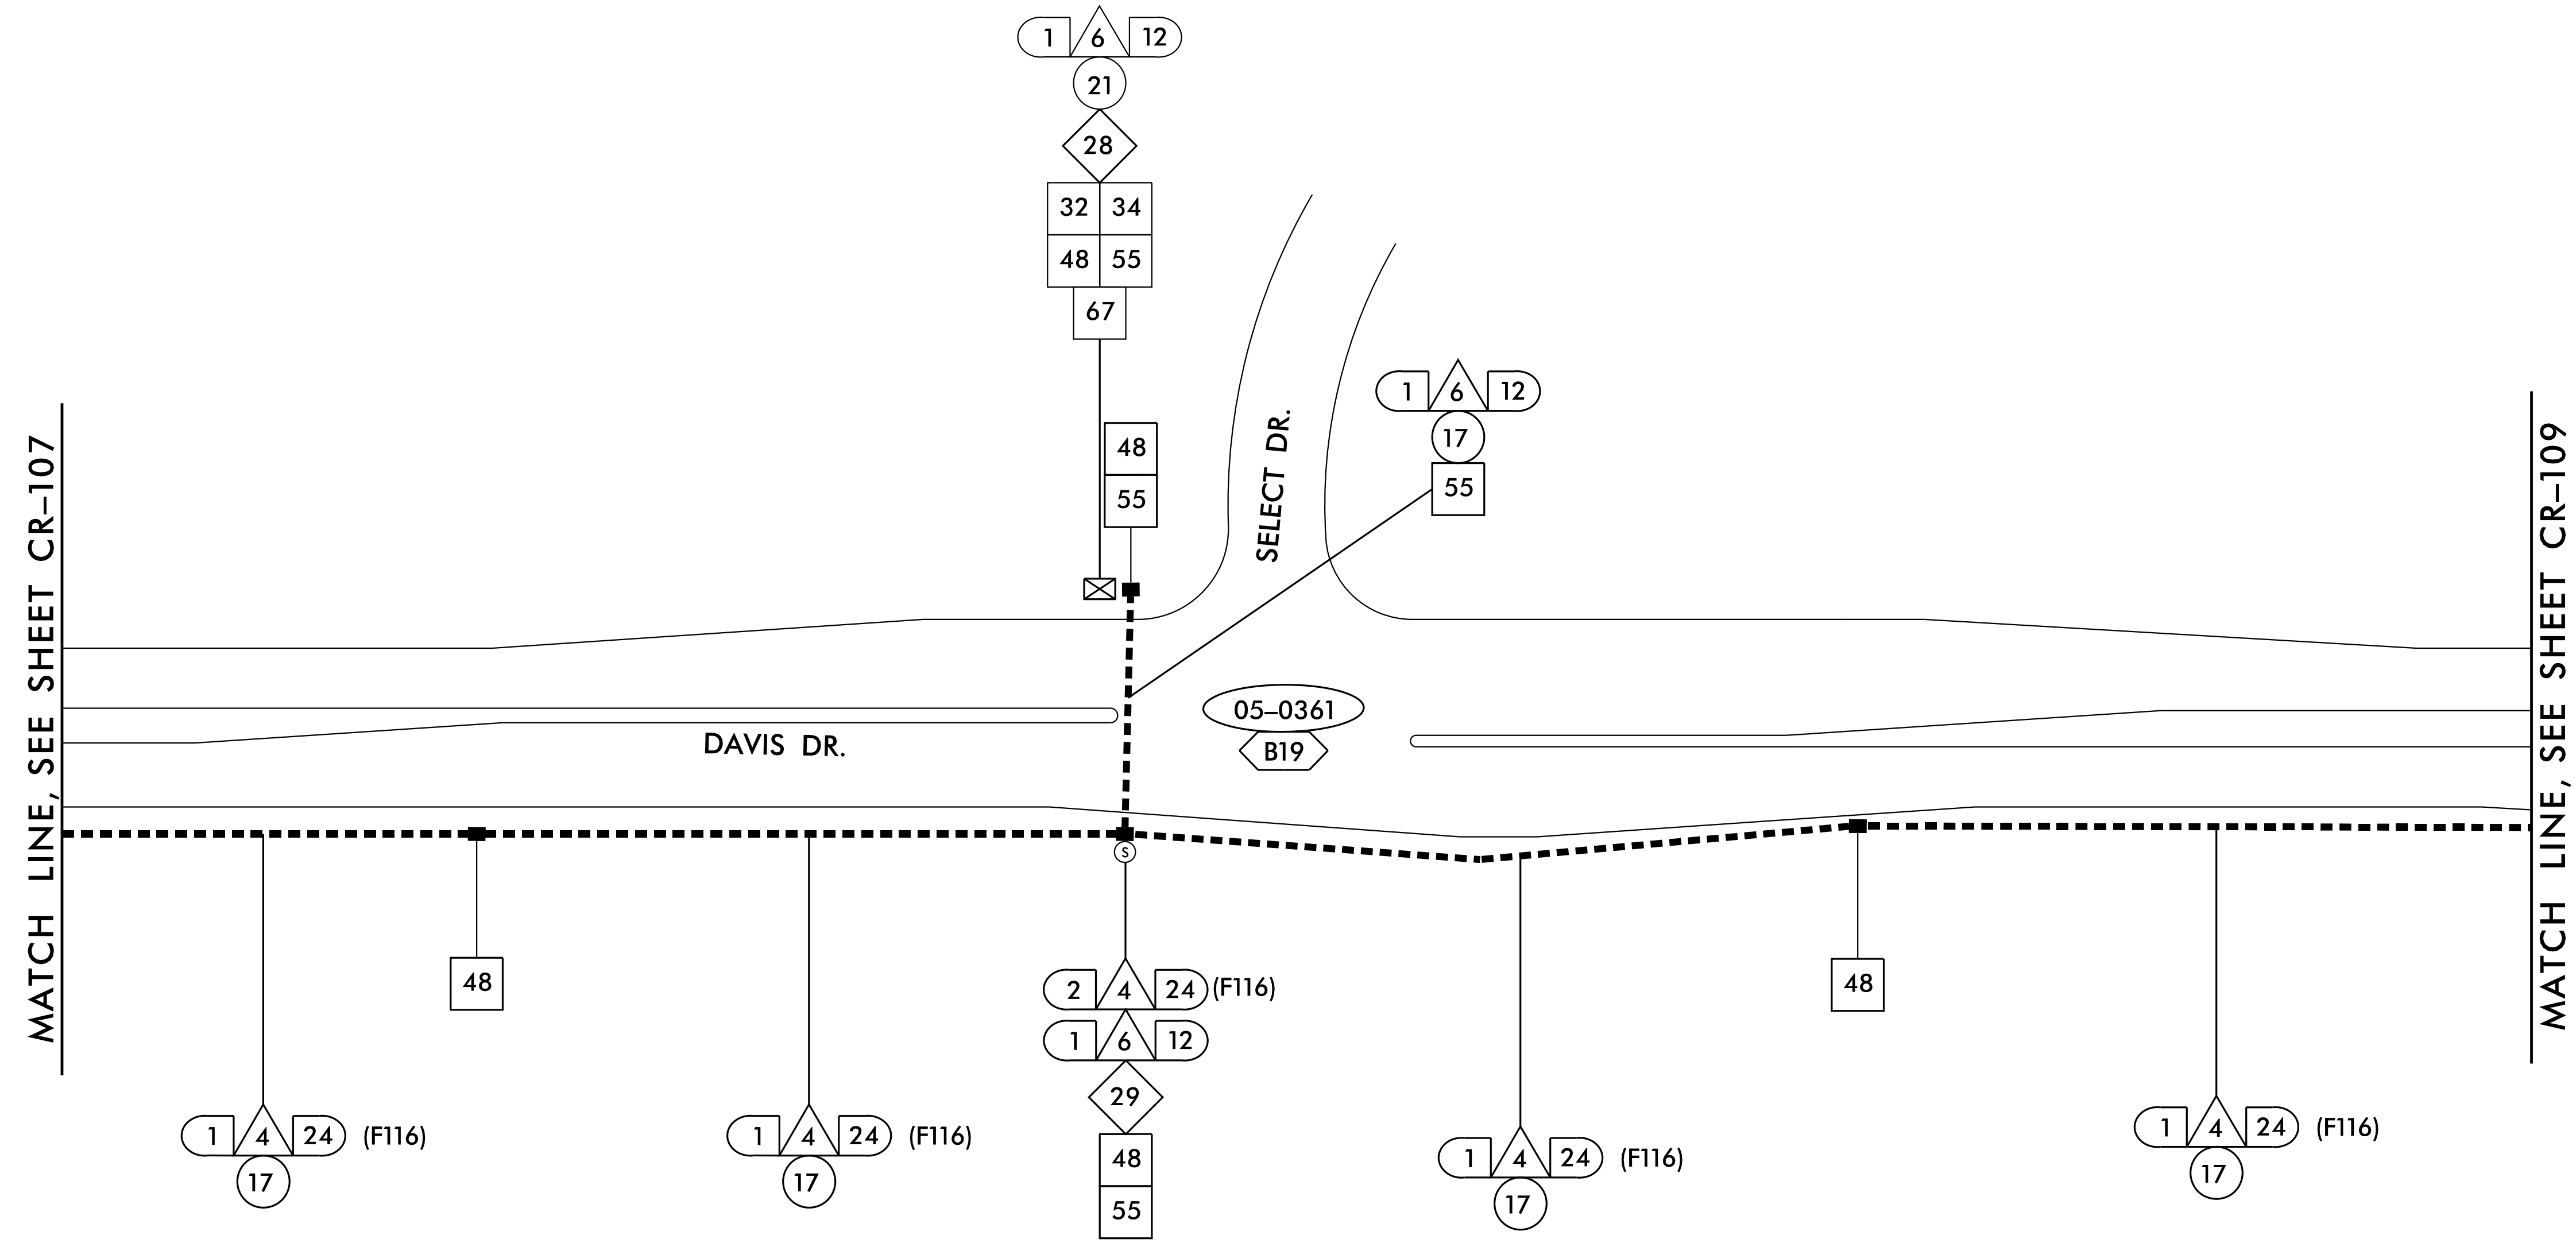 1 6 12
21
28
32 34
48 55
67
48
55
SELECT DR.
1 6 12
17
55
MATCH LINE, SEE SHEET CR-107
MATCH LINE, SEE SHEET CR-109
05-0361
B19
DAVIS DR.
S
48
48
2 4 24 (F116)
1 6 12
29
48
55
1 4 24 (F116)
17
1 4 24 (F116)
17
1 4 24 (F116)
17
1 4 24 (F116)
17